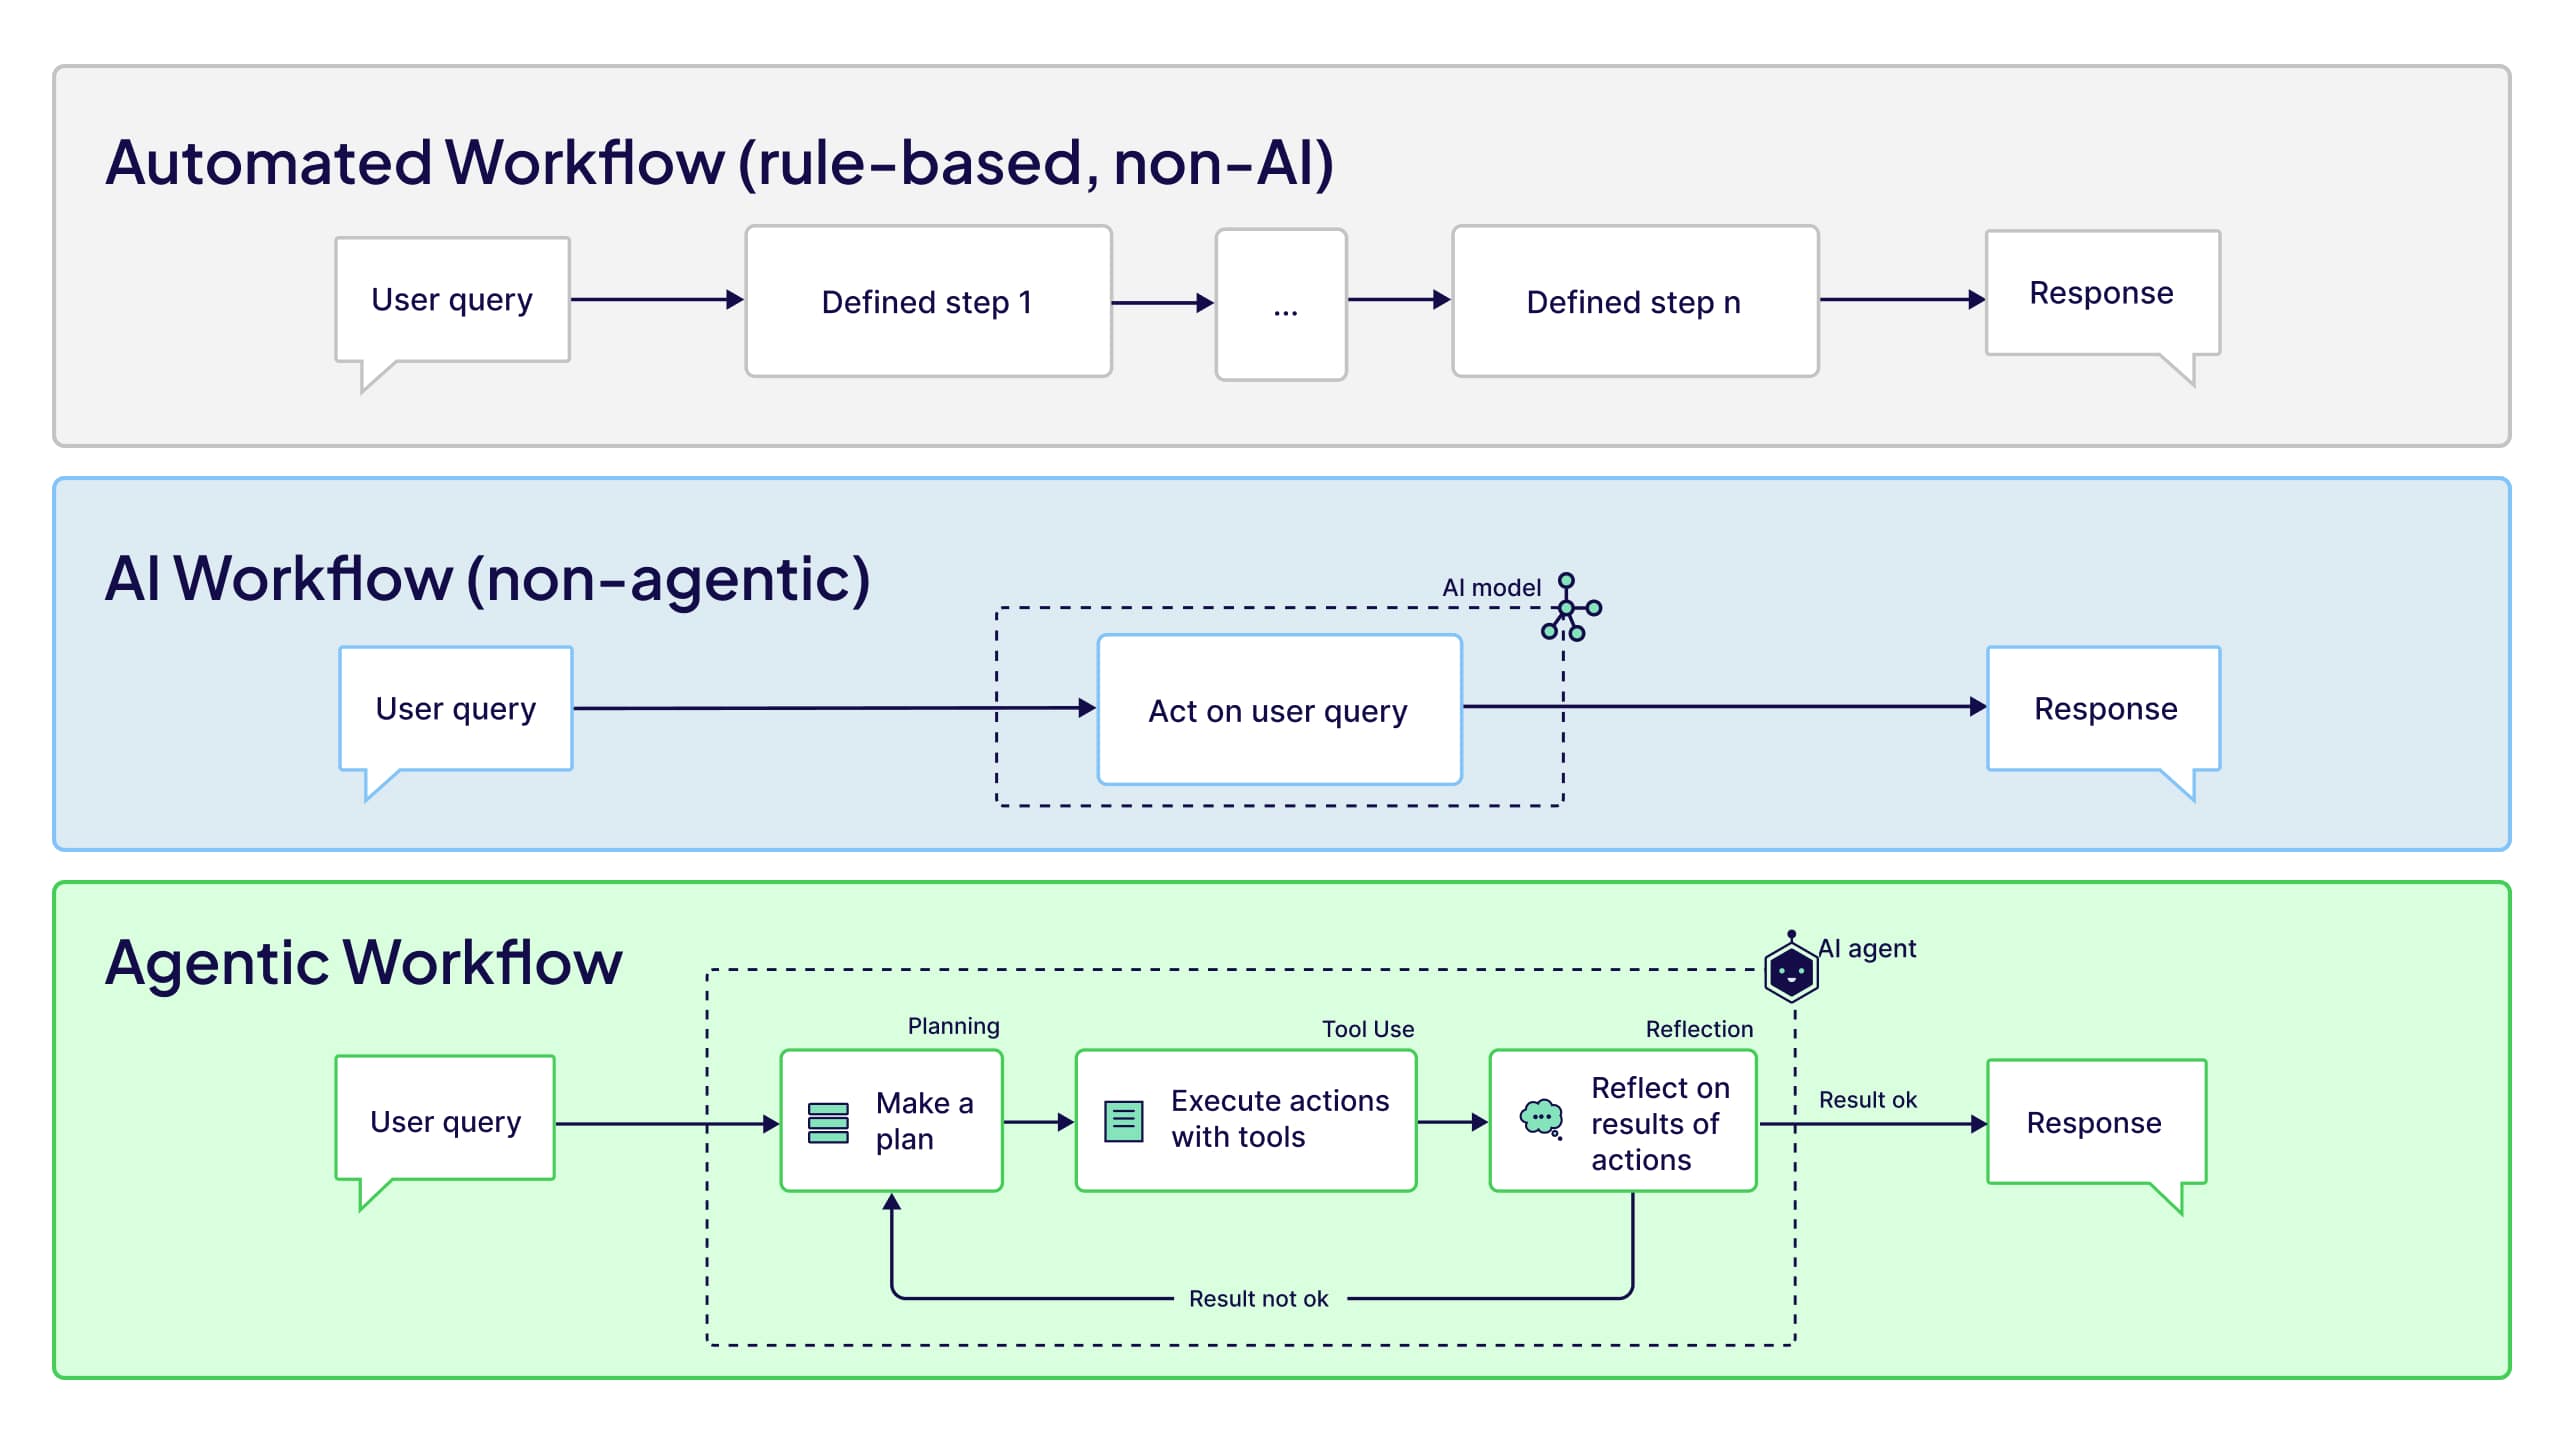 Automated Workflow (rule-based, non-AI)
User query
Defined step 1
...
Defined step n
Response
AI Workflow (non-agentic)
AI model
User query
Act on user query
Response
Agentic Workflow
AI agent
Planning
Tool Use
Reflection
User query
Make a
plan
Execute actions
with tools
Reflect on
results of
actions
Result ok
Response
Result not ok